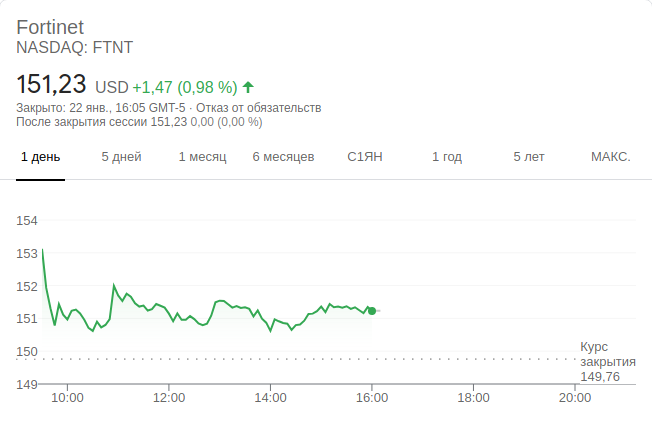 Fortinet
NASDAQ: FTNT
151,23 USD +1,47 (0,98 %)
Закрыто: 22 янв., 16:05 GMT-5 · Отказ от обязательств
После закрытия сессии 151,23 0,00 (0,00 %)
1 день 5 дней 1 месяц 6 месяцев С1ЯН 1 год 5 лет МАКС.
154
153
152
151
150
Курс
закрытия
149,76
149
10:00 12:00 14:00 16:00 18:00 20:00